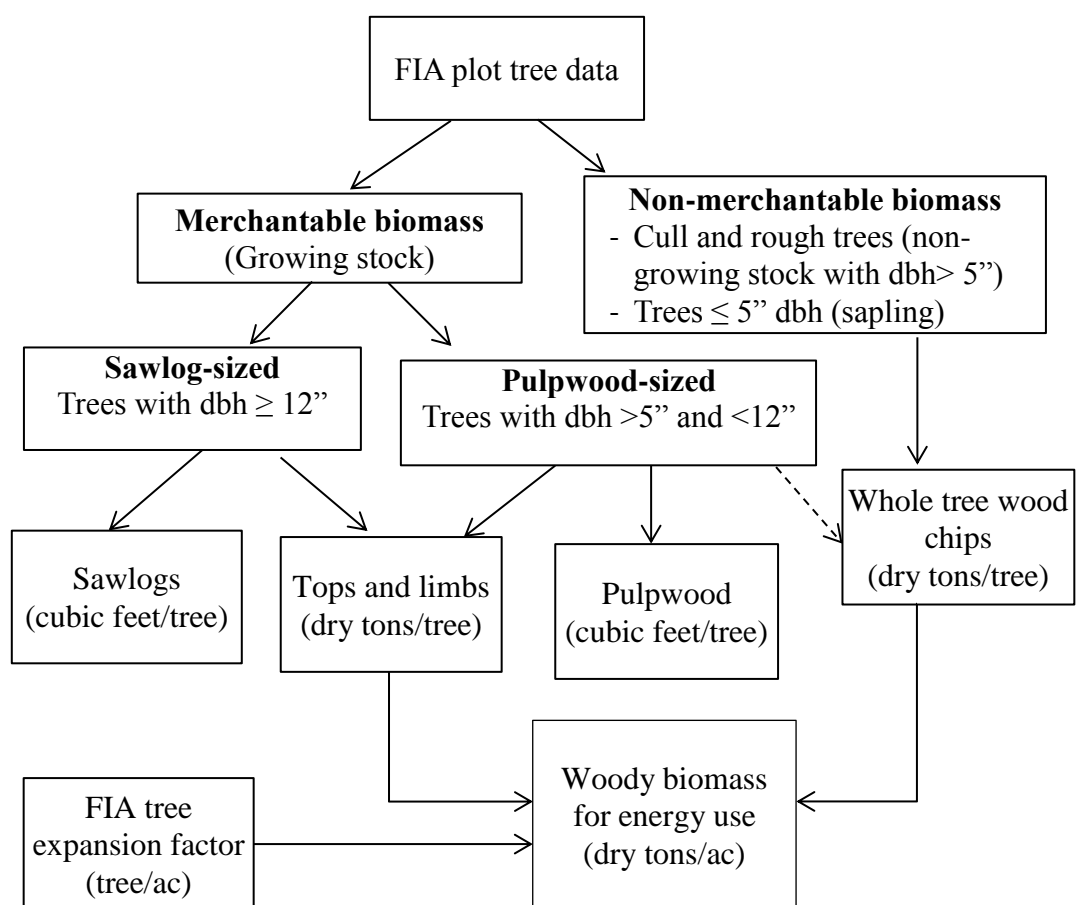 FIA plot tree data
Merchantable biomass
(Growing stock)
Non-merchantable biomass
- Cull and rough trees (non-
growing stock with dbh> 5”)
- Trees ≤ 5” dbh (sapling)
Sawlog-sized
Trees with dbh ≥ 12”
Pulpwood-sized
Trees with dbh >5” and <12”
Sawlogs
(cubic feet/tree)
Tops and limbs
(dry tons/tree)
Pulpwood
(cubic feet/tree)
Whole tree wood
chips
(dry tons/tree)
FIA tree
expansion factor
(tree/ac)
Woody biomass
for energy use
(dry tons/ac)